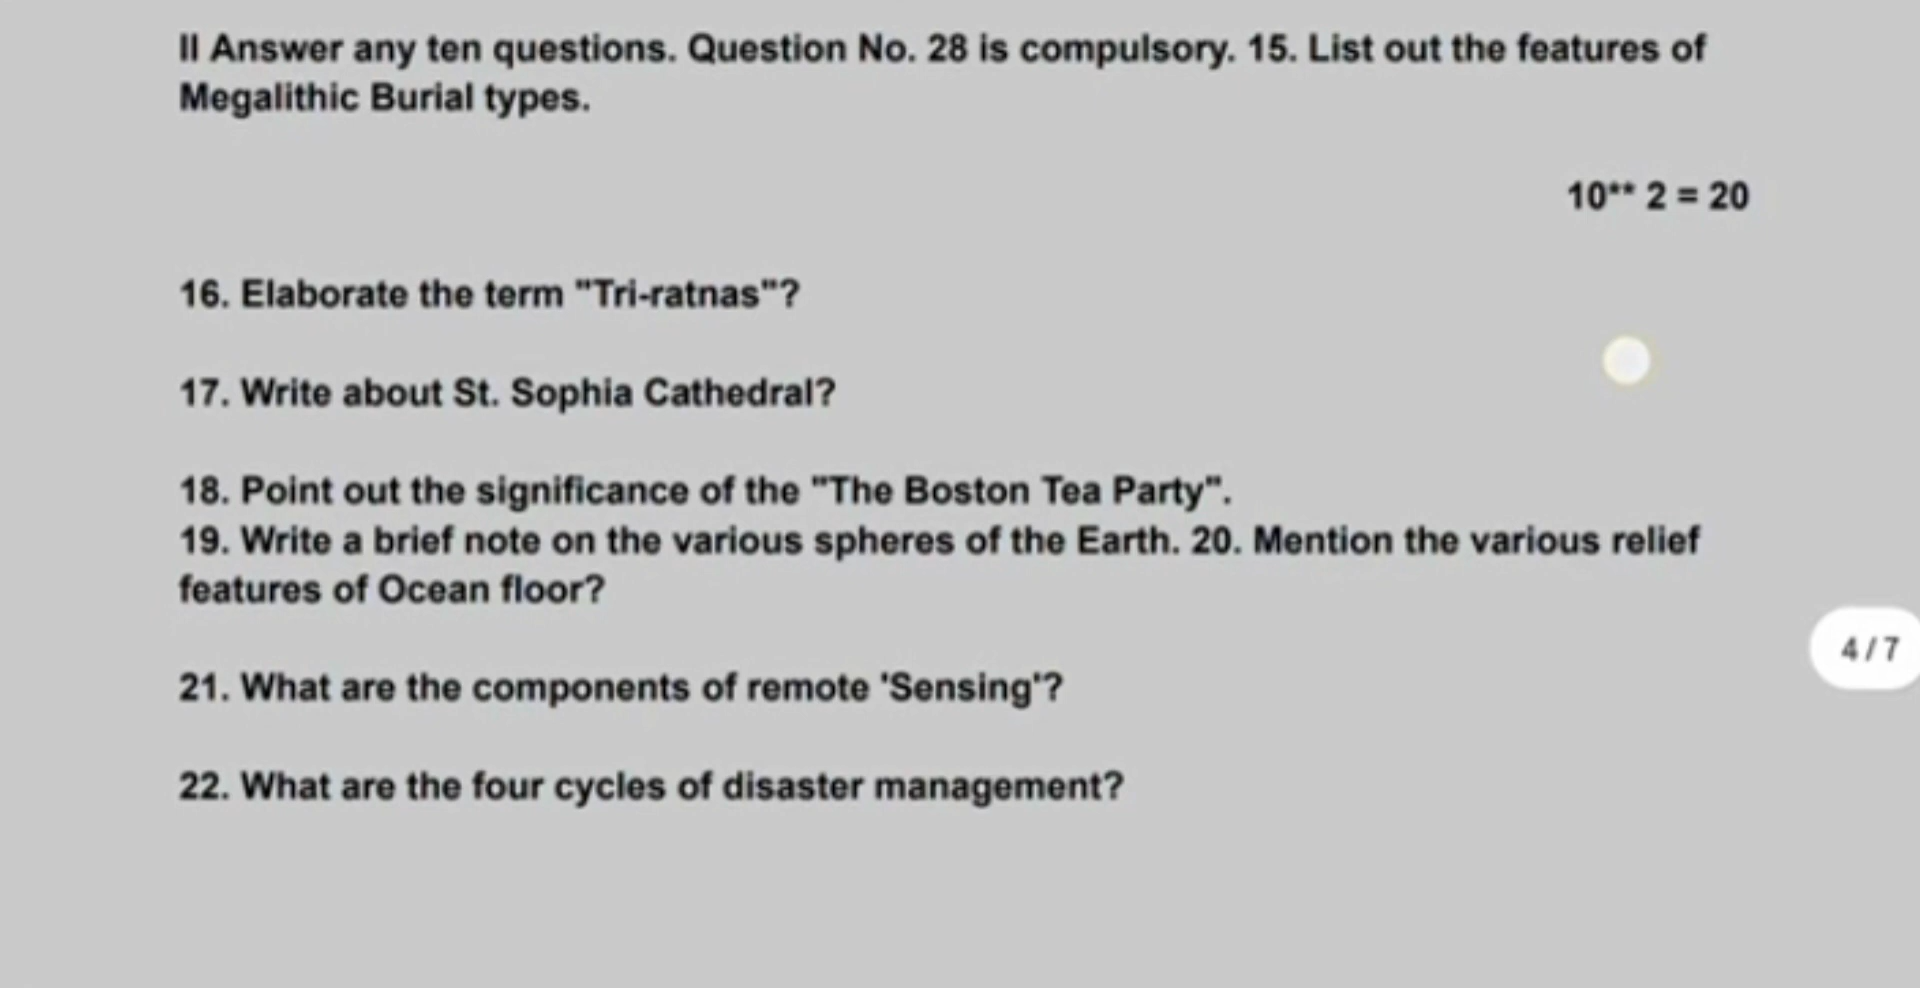 II Answer any ten questions. Question No. 28 is compulsory. 15. List out the features of
Megalithic Burial types.
10** 2 = 20
16. Elaborate the term "Tri-ratnas"?
17. Write about St. Sophia Cathedral?
18. Point out the significance of the "The Boston Tea Party".
19. Write a brief note on the various spheres of the Earth. 20. Mention the various relief
features of Ocean floor?
4/7
21. What are the components of remote 'Sensing'?
22. What are the four cycles of disaster management?